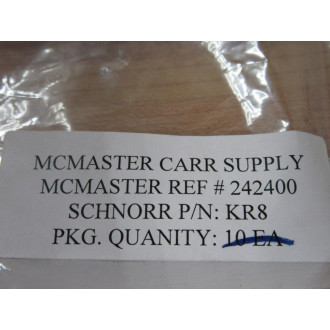 MCMASTER CARR SUPPLY
MCMASTER REF # 242400
SCHNORR P/N: KR8
PKG. QUANITY: 10 EA